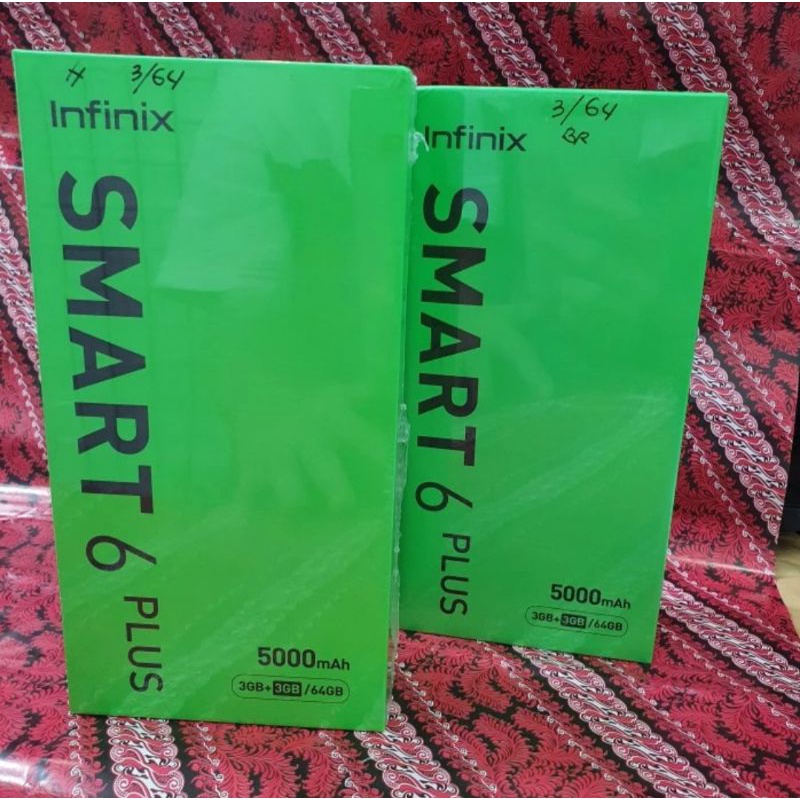 H 3/64
Infinix
SMART 6 PLUS
5000mAh
3GB+3GB/64GB
3/64
BR
Infinix
SMART 6 PLUS
5000mAh
3GB+3GB/64GB